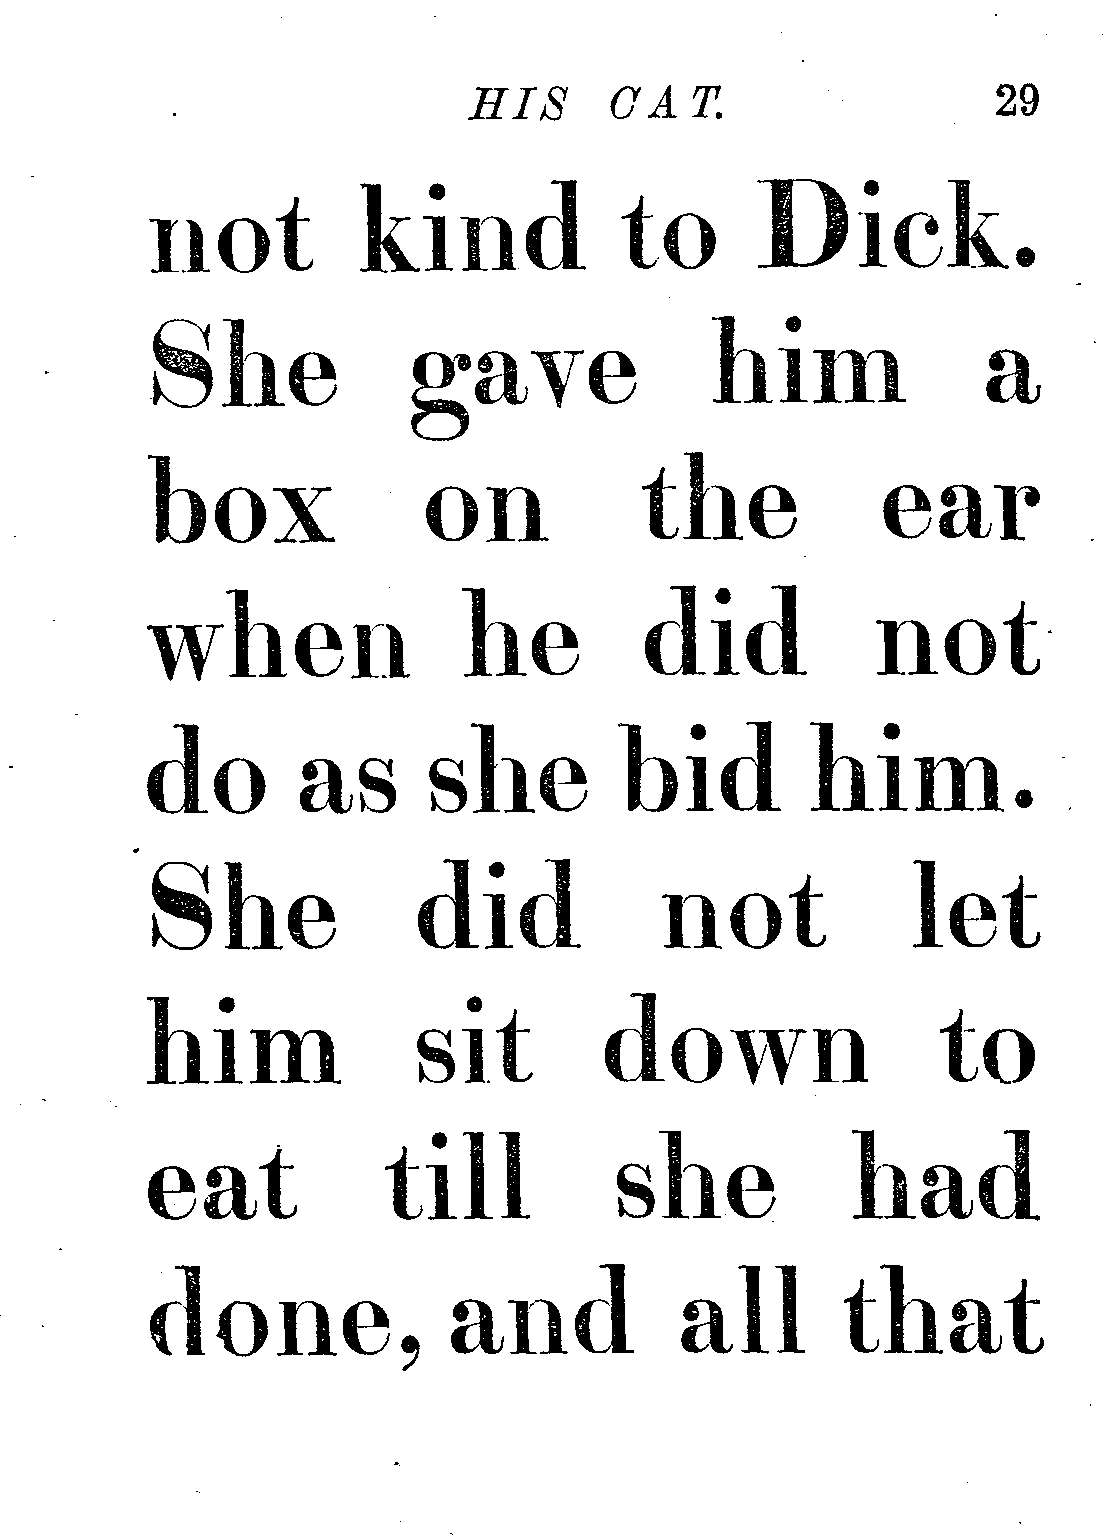 HIS CAT. 29
not kind to Dick.
She gave him a
box on the ear
when he did not
do as she bid him.
She did not let
him sit down to
eat till she had
done, and all that